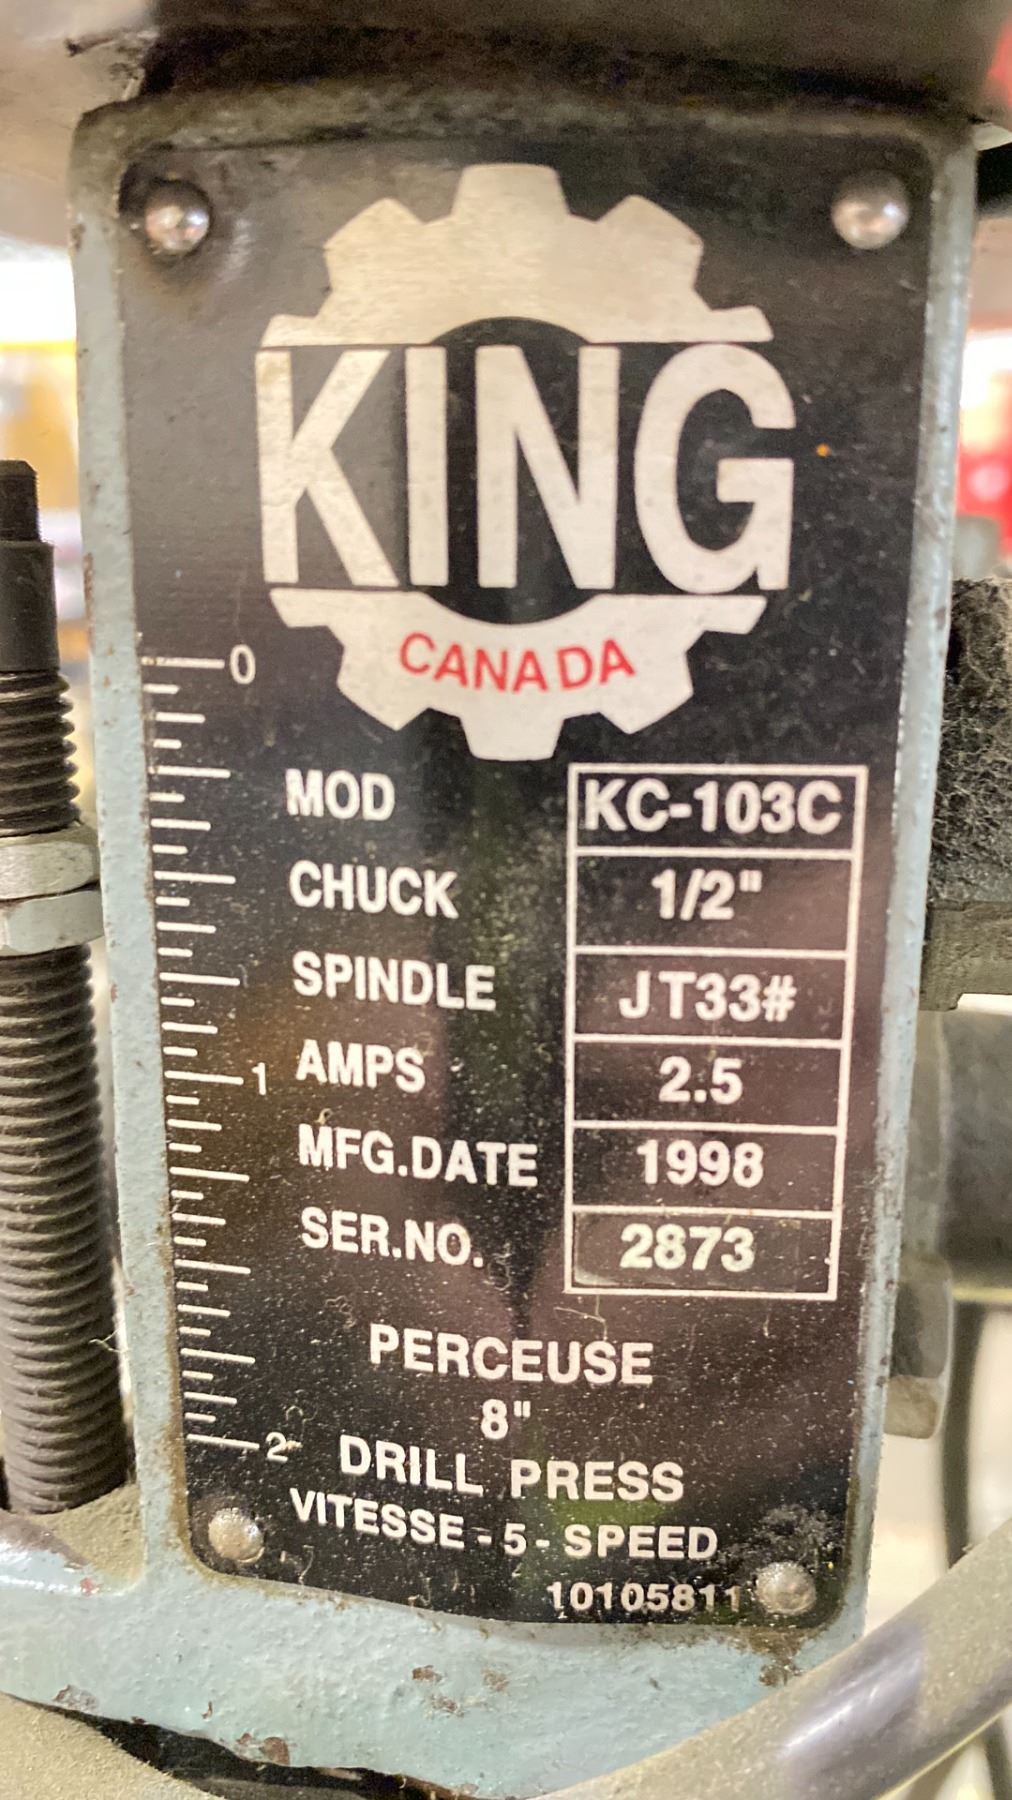 KING
CANADA
0
1
2
MOD KC-103C
CHUCK 1/2"
SPINDLE JT33#
AMPS 2.5
MFG.DATE 1998
SER.NO. 2873
PERCEUSE
8"
DRILL PRESS
VITESSE - 5 - SPEED
10105811